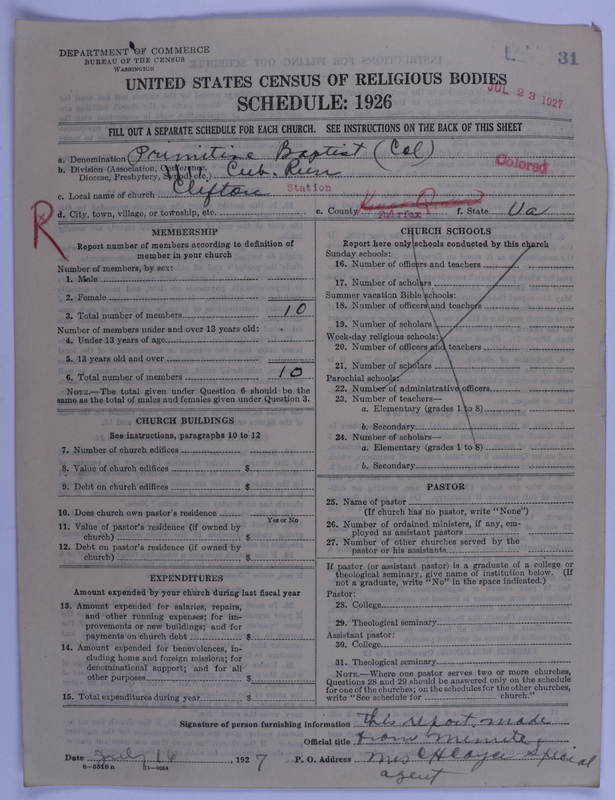 DEPARTMENT OF COMMERCE
BUREAU OF THE CENSUS
WASHINGTON
31
UNITED STATES CENSUS OF RELIGIOUS BODIES
JUL 23 1927
SCHEDULE: 1926
FILL OUT A SEPARATE SCHEDULE FOR EACH CHURCH. SEE INSTRUCTIONS ON THE BACK OF THIS SHEET
a. Denomination Primitive Baptist (Col)
b. Division (Association, Conference, Diocese, Presbytery, Synod etc.) Cub. Run
Colored
c. Local name of church Clifton Station
d. City, town, village, or township, etc.
e. County Fairfax
f. State Va
R
MEMBERSHIP
Report number of members according to definition of
member in your church
Number of members, by sex:
1. Male
2. Female
3. Total number of members 10
Number of members under and over 13 years old:
4. Under 13 years of age
5. 13 years old and over
6. Total number of members 10
NOTE.—The total given under Question 6 should be the
same as the total of males and females given under Question 3.
CHURCH BUILDINGS
See instructions, paragraphs 10 to 12
7. Number of church edifices
8. Value of church edifices $
9. Debt on church edifices $
10. Does church own pastor's residence
Yes or No
11. Value of pastor's residence (if owned by
church) $
12. Debt on pastor's residence (if owned by
church) $
EXPENDITURES
Amount expended by your church during last fiscal year
13. Amount expended for salaries, repairs,
and other running expenses; for im-
provements or new buildings; and for
payments on church debt $
14. Amount expended for benevolences, in-
cluding home and foreign missions; for
denominational support; and for all
other purposes $
15. Total expenditures during year $
CHURCH SCHOOLS
Report here only schools conducted by this church
Sunday schools:
16. Number of officers and teachers
17. Number of scholars
Summer vacation Bible schools:
18. Number of officers and teachers
19. Number of scholars
Week-day religious schools:
20. Number of officers and teachers
21. Number of scholars
Parochial schools:
22. Number of administrative officers
23. Number of teachers—
a. Elementary (grades 1 to 8)
b. Secondary
24. Number of scholars—
a. Elementary (grades 1 to 8)
b. Secondary
PASTOR
25. Name of pastor
(If church has no pastor, write "None")
26. Number of ordained ministers, if any, em-
ployed as assistant pastors
27. Number of other churches served by the
pastor or his assistants
If pastor (or assistant pastor) is a graduate of a college or
theological seminary, give name of institution below. (If
not a graduate, write "No" in the space indicated.)
Pastor:
28. College
29. Theological seminary
Assistant pastor:
30. College
31. Theological seminary
NOTE.—Where one pastor serves two or more churches,
Questions 28 and 29 should be answered only on the schedule
for one of the churches; on the schedules for the other churches,
write "See schedule for church."
Signature of person furnishing information This report made
Official title from
Date July 16, 1927 P. O. Address Mrs Special
agent